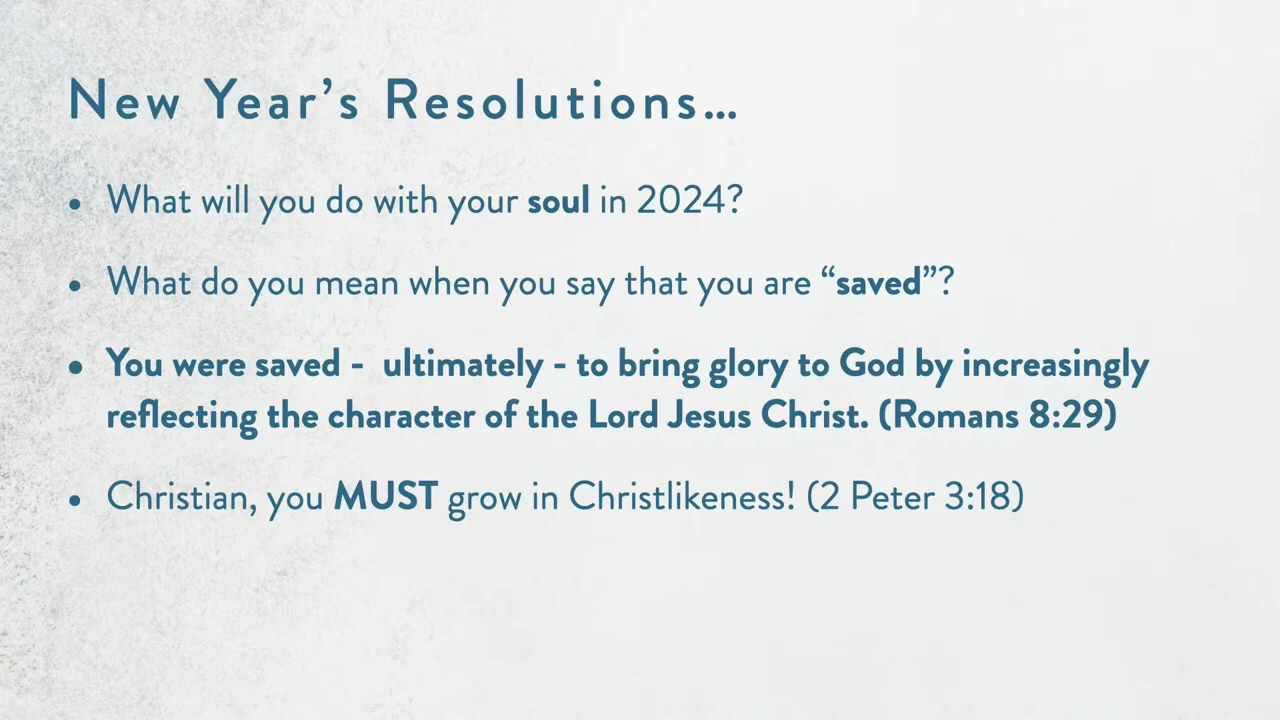 New Year’s Resolutions…
• What will you do with your soul in 2024?
• What do you mean when you say that you are “saved”?
• You were saved -  ultimately - to bring glory to God by increasingly
reflecting the character of the Lord Jesus Christ. (Romans 8:29)
• Christian, you MUST grow in Christlikeness! (2 Peter 3:18)